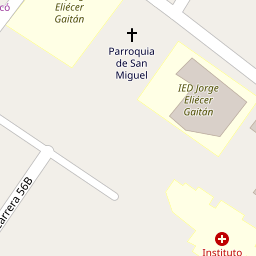 Eliécer
Gaitán
Parroquia
de San
Miguel
IED Jorge
Eliécer
Gaitán
Carrera 56B
Instituto